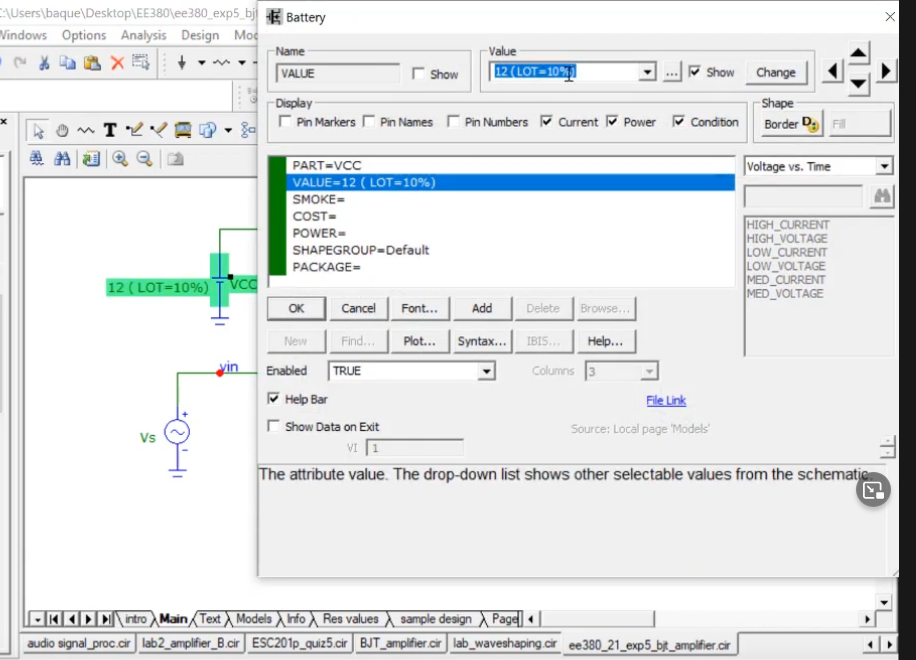 C:\Users\baque\Desktop\EE380\ee380_exp5_bjt
Windows Options Analysis Design
T
12 ( LOT=10%) VCC
vin
Vs
Battery
Name
VALUE
Show
Value
12 ( LOT=10%)
...
Show
Change
Display
Pin Markers Pin Names Pin Numbers Current Power Condition
Shape
Border Fill
PART=VCC
VALUE=12 ( LOT=10%)
SMOKE=
COST=
POWER=
SHAPEGROUP=Default
PACKAGE=
Voltage vs. Time
HIGH_CURRENT
HIGH_VOLTAGE
LOW_CURRENT
LOW_VOLTAGE
MED_CURRENT
MED_VOLTAGE
OK Cancel Font... Add Delete Browse...
New Find... Plot... Syntax... IBIS... Help...
Enabled TRUE Columns 3
Help Bar File Link
Show Data on Exit Source: Local page 'Models'
VI 1
The attribute value. The drop-down list shows other selectable values from the schematic.
intro Main Text Models Info Res values sample design Page
audio signal_proc.cir lab2_amplifier_B.cir ESC201p_quiz5.cir BJT_amplifier.cir lab_waveshaping.cir ee380_21_exp5_bjt_amplifier.cir